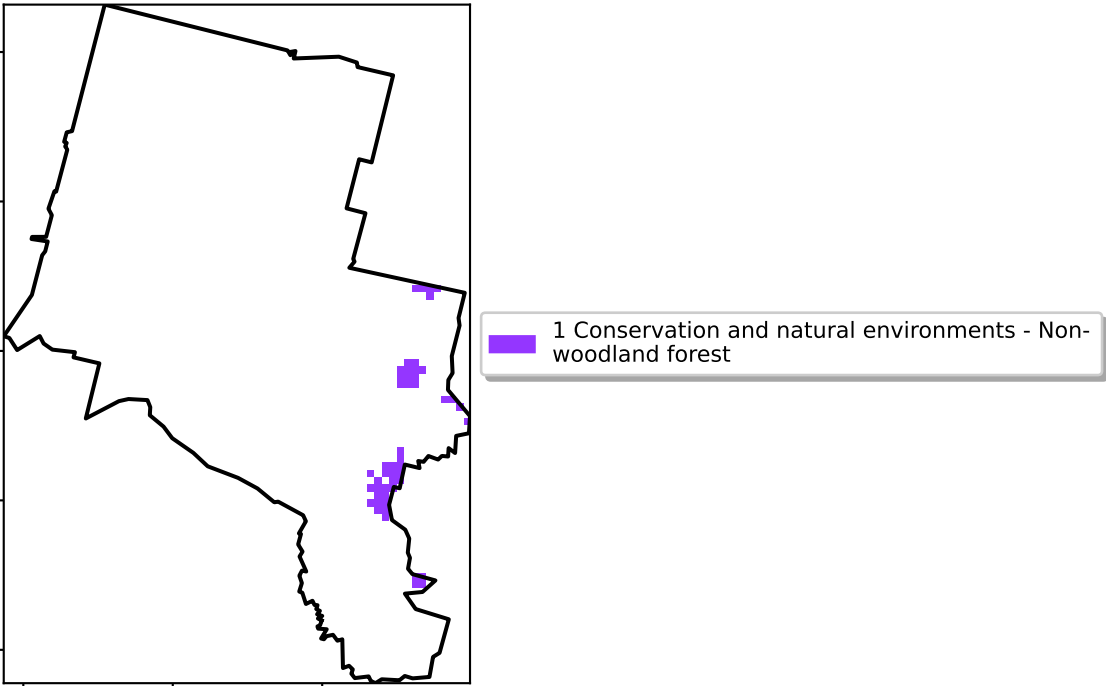 1 Conservation and natural environments - Non-
woodland forest